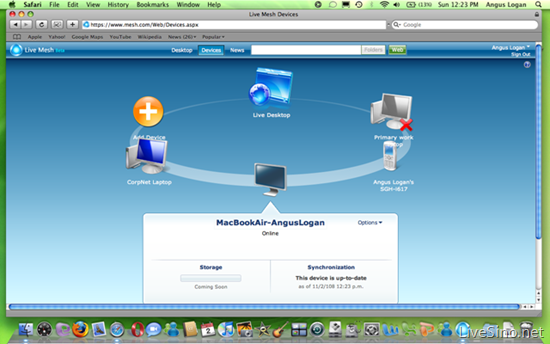 Safari File Edit View History Bookmarks Window Help
(13%) Sun 12:23 PM Angus Logan
Live Mesh Devices
https://www.mesh.com/Web/Devices.aspx
Google
Apple Yahoo! Google Maps YouTube Wikipedia News (26) Popular
Live Mesh beta
Desktop Devices News
Folders Web
Angus Logan
Sign Out
Live Desktop
Add Device
Primary work
CorpNet Laptop
Angus Logan's
SGH-i617
MacBookAir-AngusLogan
Options
Online
Storage
Synchronization
Coming Soon
This device is up-to-date
as of 11/2/108 12:23 p.m.
LiveSino.net